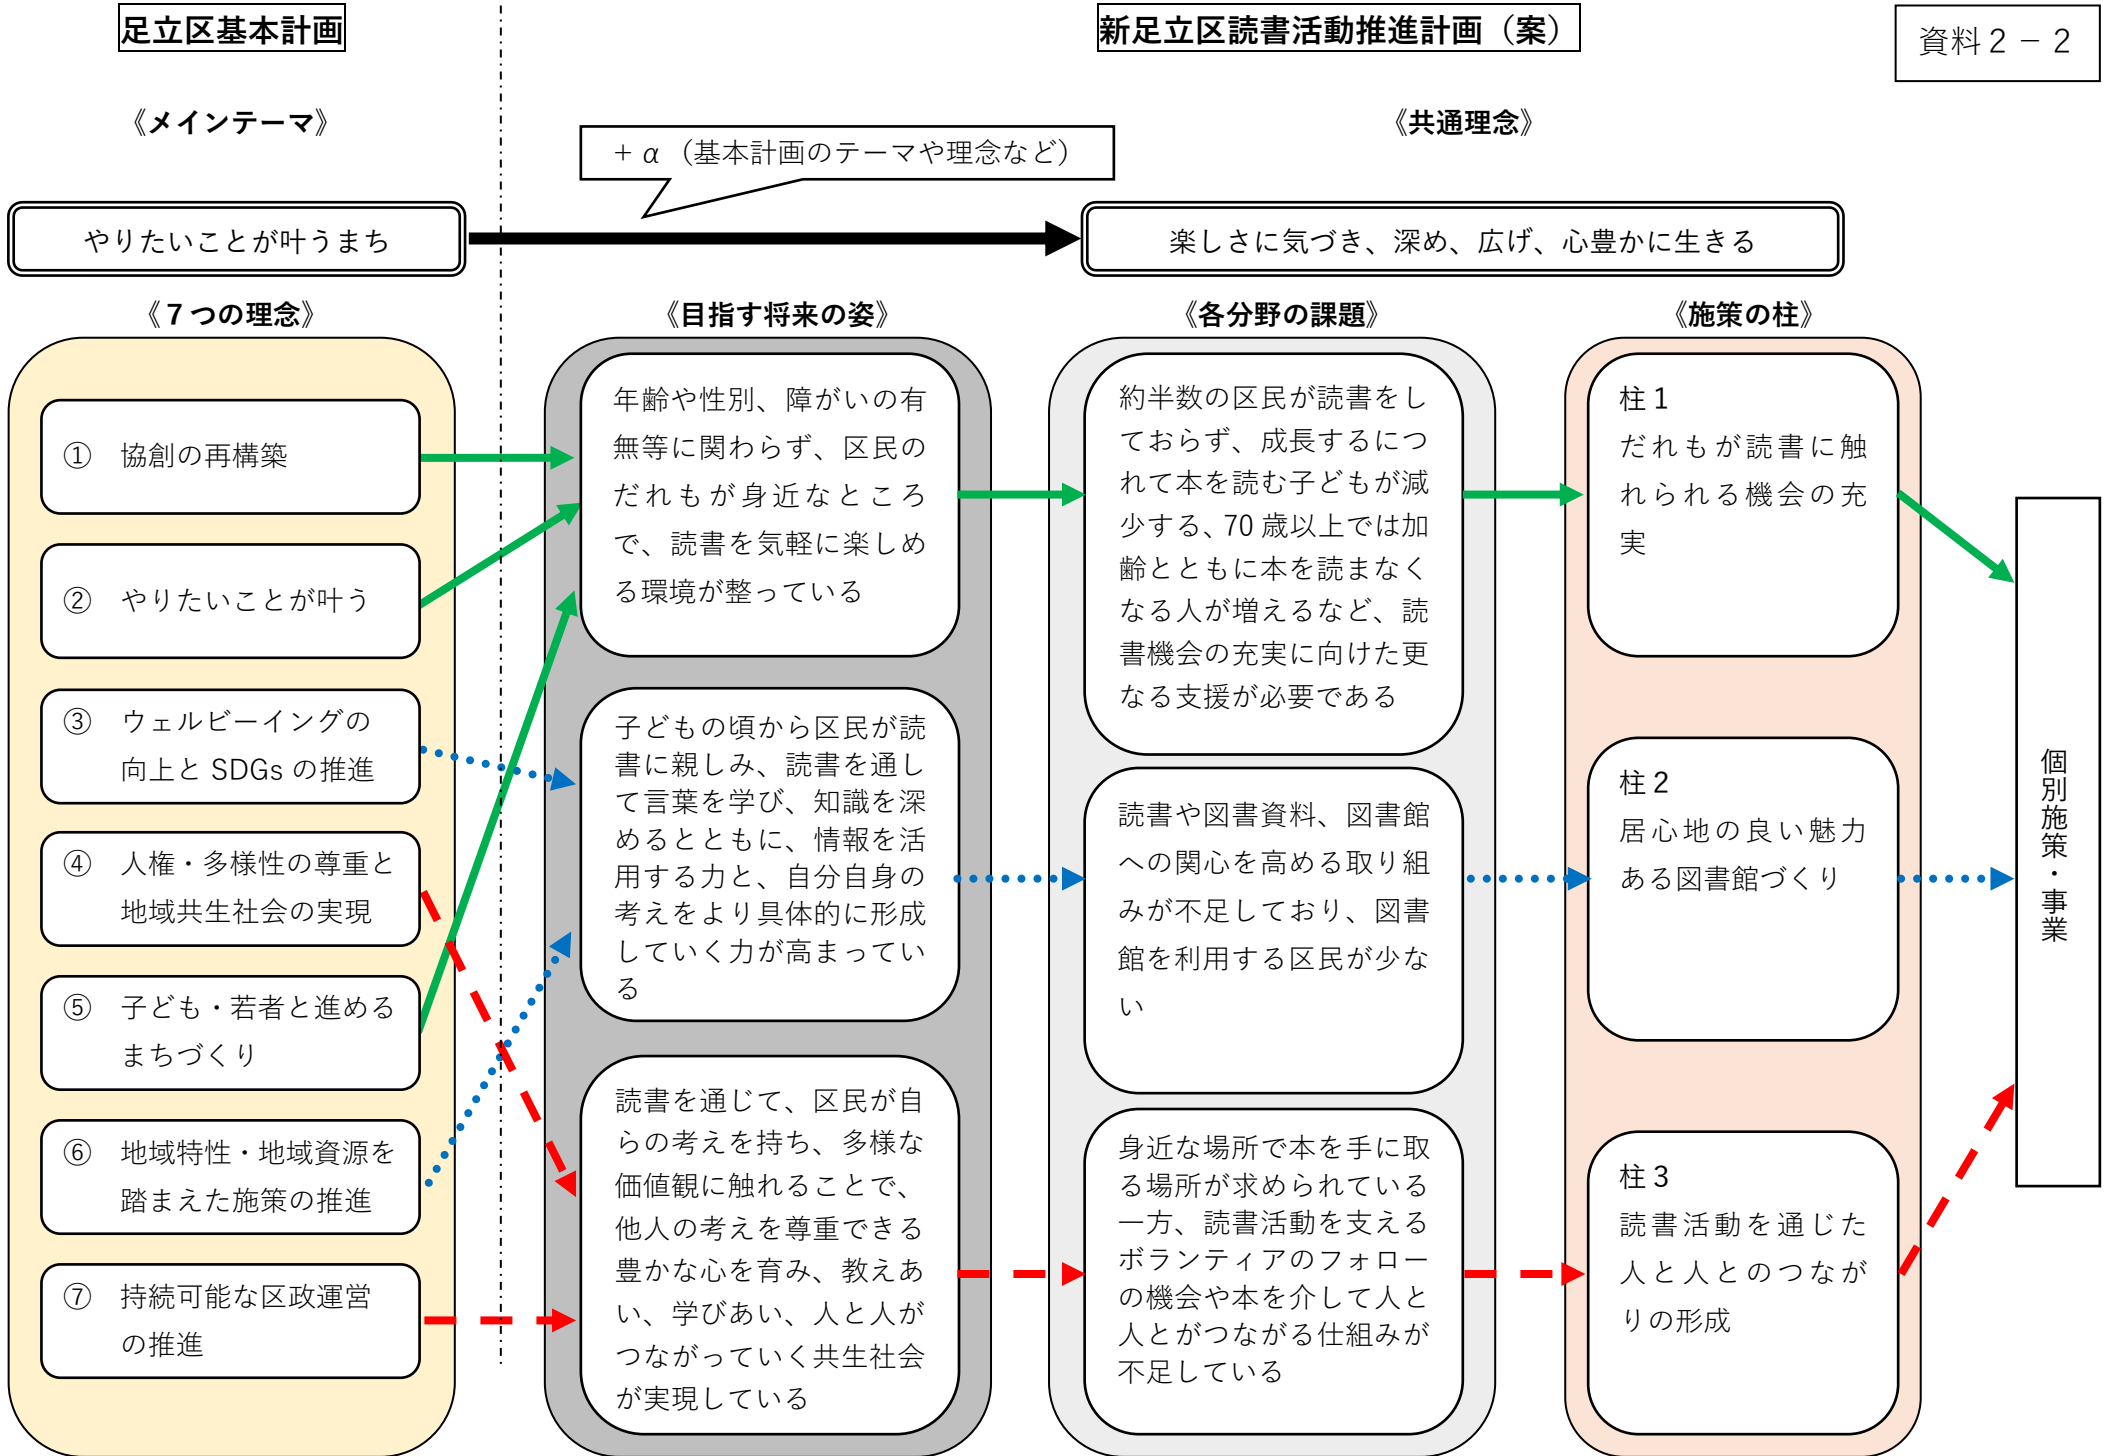 足立区基本計画
新足立区読書活動推進計画（案）
資料２－２
《メインテーマ》
《共通理念》
＋α（基本計画のテーマや理念など）
やりたいことが叶うまち
楽しさに気づき、深め、広げ、心豊かに生きる
《７つの理念》
《目指す将来の姿》
《各分野の課題》
《施策の柱》
① 協創の再構築
② やりたいことが叶う
③ ウェルビーイングの
向上と SDGs の推進
④ 人権・多様性の尊重と
地域共生社会の実現
⑤ 子ども・若者と進める
まちづくり
⑥ 地域特性・地域資源を
踏まえた施策の推進
⑦ 持続可能な区政運営
の推進
年齢や性別、障がいの有
無等に関わらず、区民の
だれもが身近なところ
で、読書を気軽に楽しめ
る環境が整っている
子どもの頃から区民が読
書に親しみ、読書を通し
て言葉を学び、知識を深
めるとともに、情報を活
用する力と、自分自身の
考えをより具体的に形成
していく力が高まってい
る
読書を通じて、区民が自
らの考えを持ち、多様な
価値観に触れることで、
他人の考えを尊重できる
豊かな心を育み、教えあ
い、学びあい、人と人が
つながっていく共生社会
が実現している
約半数の区民が読書をし
ておらず、成長するにつ
れて本を読む子どもが減
少する、70 歳以上では加
齢とともに本を読まなく
なる人が増えるなど、読
書機会の充実に向けた更
なる支援が必要である
読書や図書資料、図書館
への関心を高める取り組
みが不足しており、図書
館を利用する区民が少な
い
身近な場所で本を手に取
る場所が求められている
一方、読書活動を支える
ボランティアのフォロー
の機会や本を介して人と
人とがつながる仕組みが
不足している
柱１
だれもが読書に触
れられる機会の充
実
柱２
居心地の良い魅力
ある図書館づくり
柱３
読書活動を通じた
人と人とのつなが
りの形成
個別施策・事業